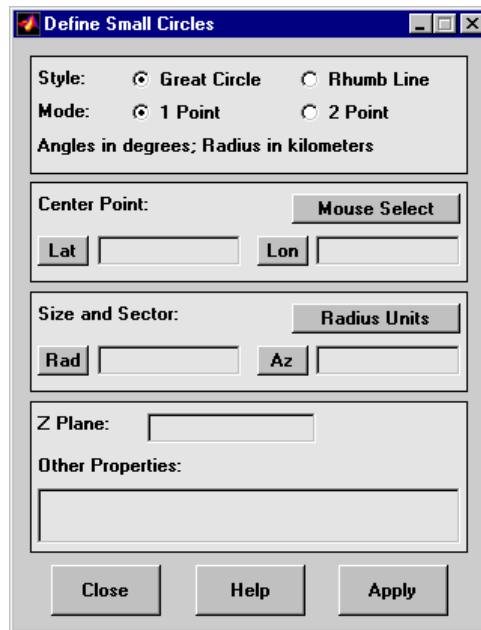 Define Small Circles
Style: Great Circle Rhumb Line
Mode: 1 Point 2 Point
Angles in degrees; Radius in kilometers
Center Point: Mouse Select
Lat Lon
Size and Sector: Radius Units
Rad Az
Z Plane:
Other Properties:
Close Help Apply